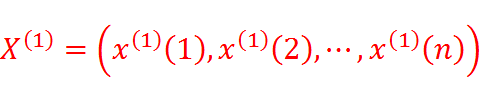 X⁽¹⁾ = (x⁽¹⁾(1), x⁽¹⁾(2), ⋯, x⁽¹⁾(n))